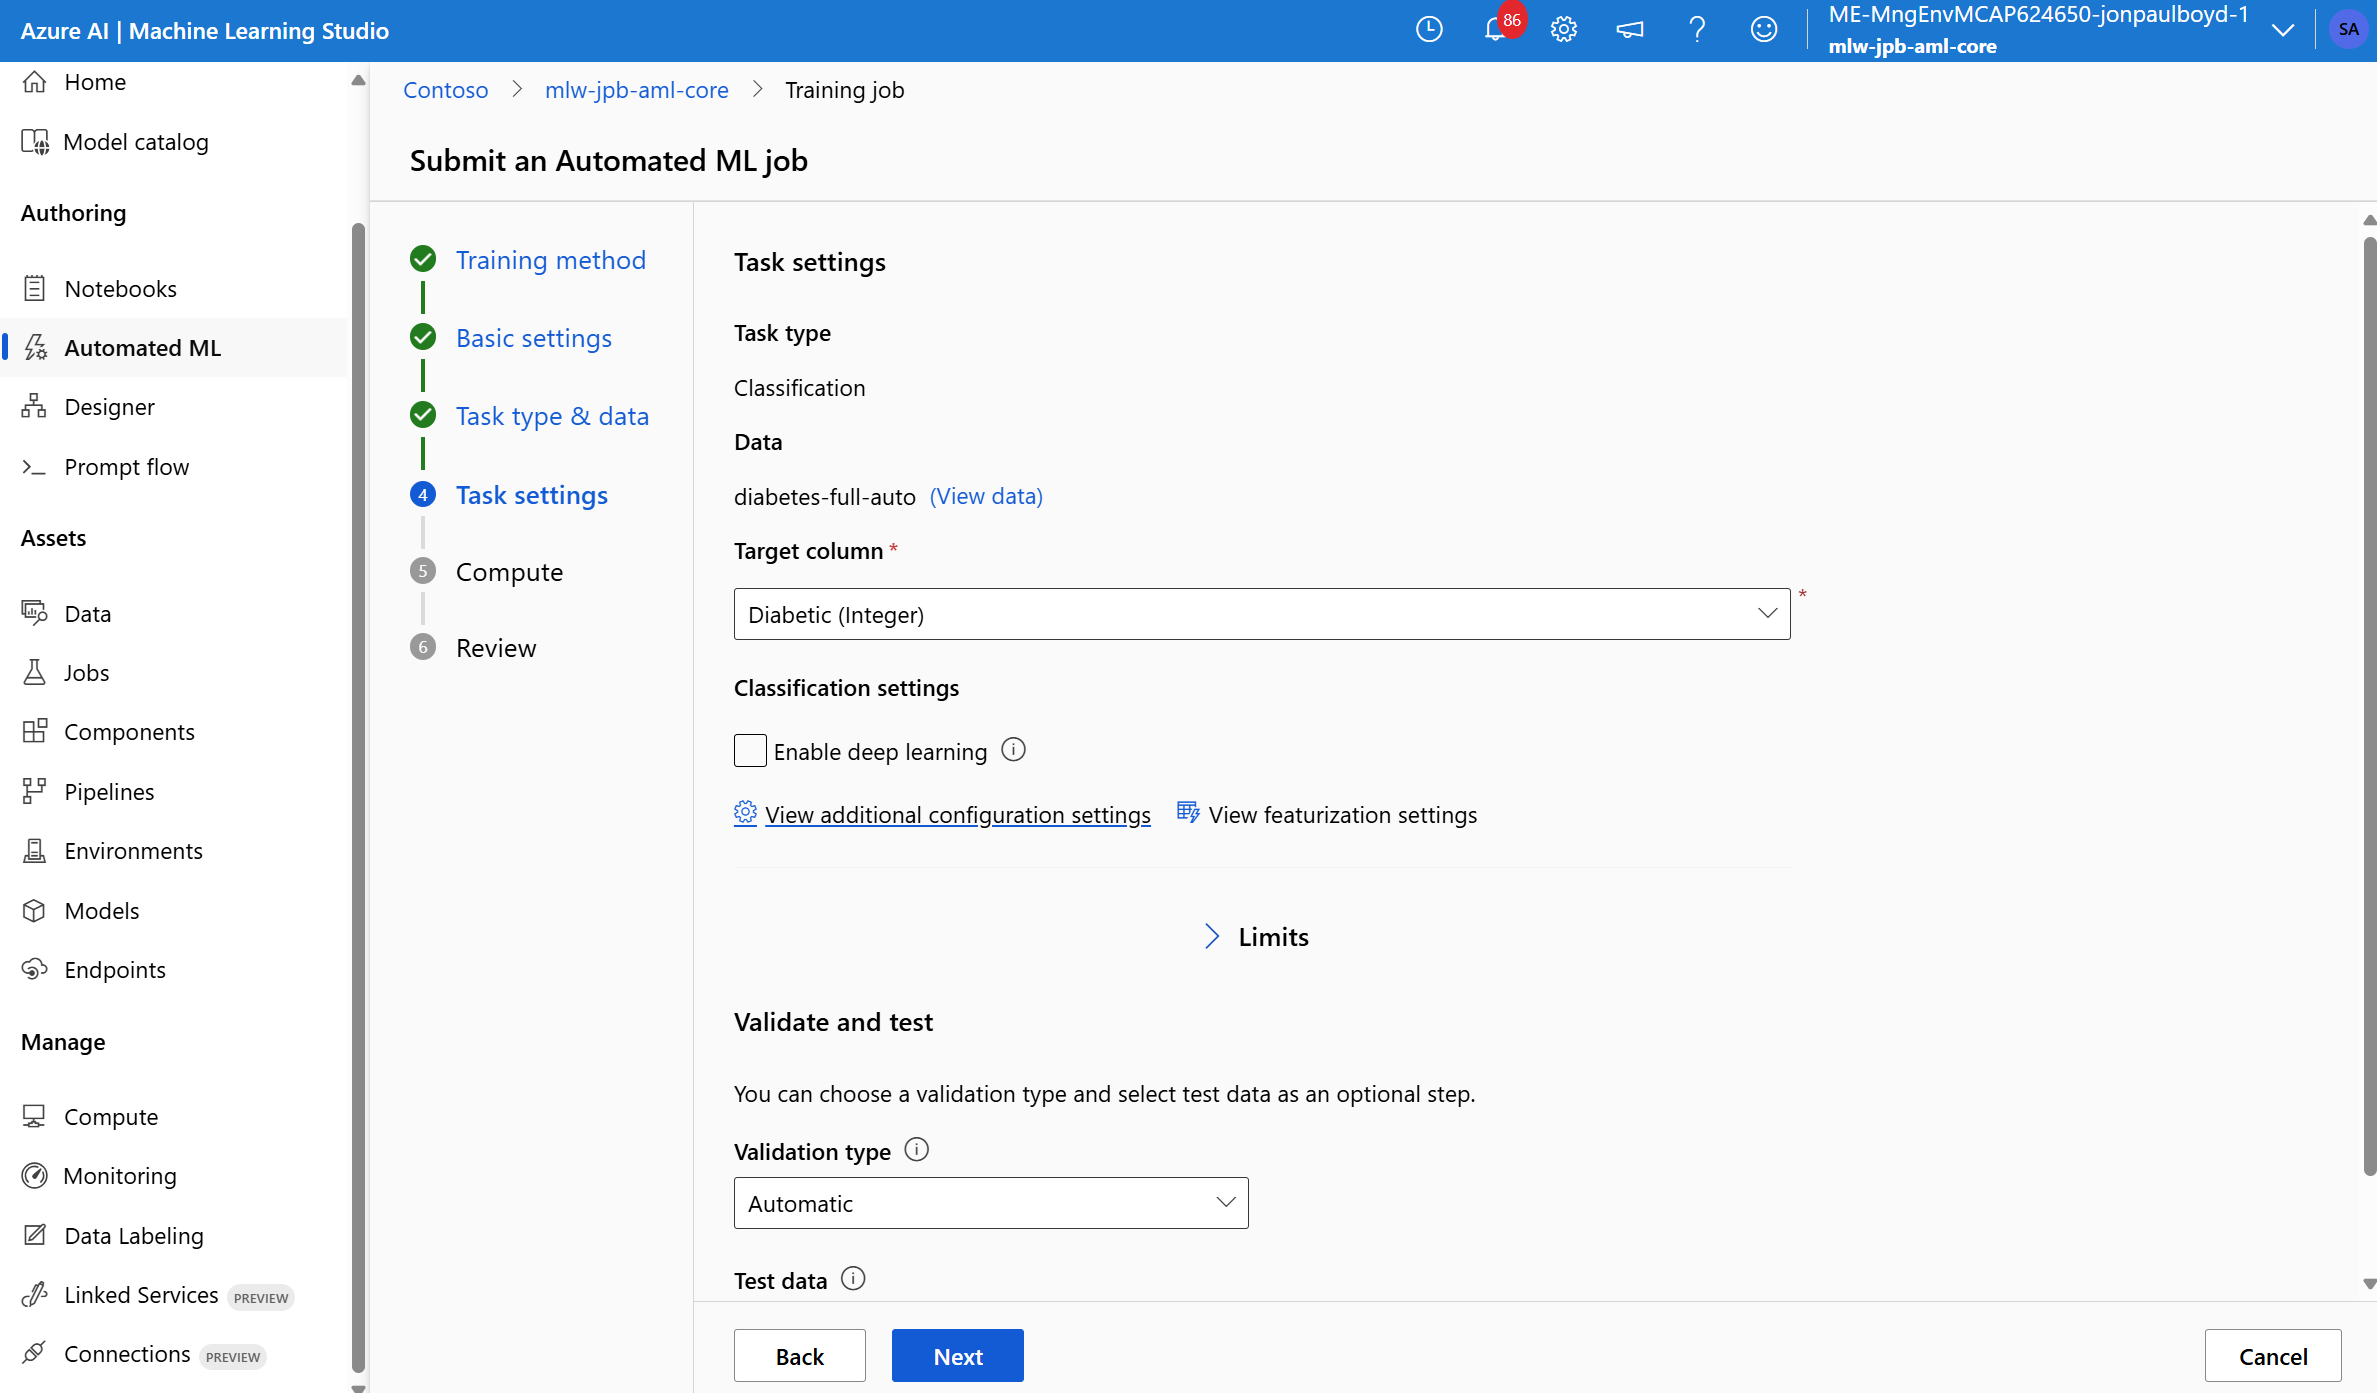 Azure AI | Machine Learning Studio
86
ME-MngEnvMCAP624650-jonpaulboyd-1
mlw-jpb-aml-core
SA
Home
Model catalog
Authoring
Notebooks
Automated ML
Designer
Prompt flow
Assets
Data
Jobs
Components
Pipelines
Environments
Models
Endpoints
Manage
Compute
Monitoring
Data Labeling
Linked Services PREVIEW
Connections PREVIEW
Contoso > mlw-jpb-aml-core > Training job
Submit an Automated ML job
Training method
Basic settings
Task type & data
4 Task settings
5 Compute
6 Review
Task settings
Task type
Classification
Data
diabetes-full-auto (View data)
Target column *
Diabetic (Integer) *
Classification settings
Enable deep learning
View additional configuration settings View featurization settings
Limits
Validate and test
You can choose a validation type and select test data as an optional step.
Validation type
Automatic
Test data
Back Next Cancel